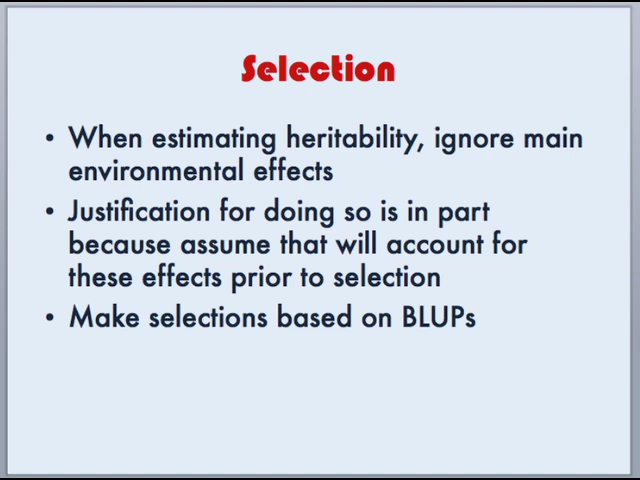 Selection
• When estimating heritability, ignore main
environmental effects
• Justification for doing so is in part
because assume that will account for
these effects prior to selection
• Make selections based on BLUPs